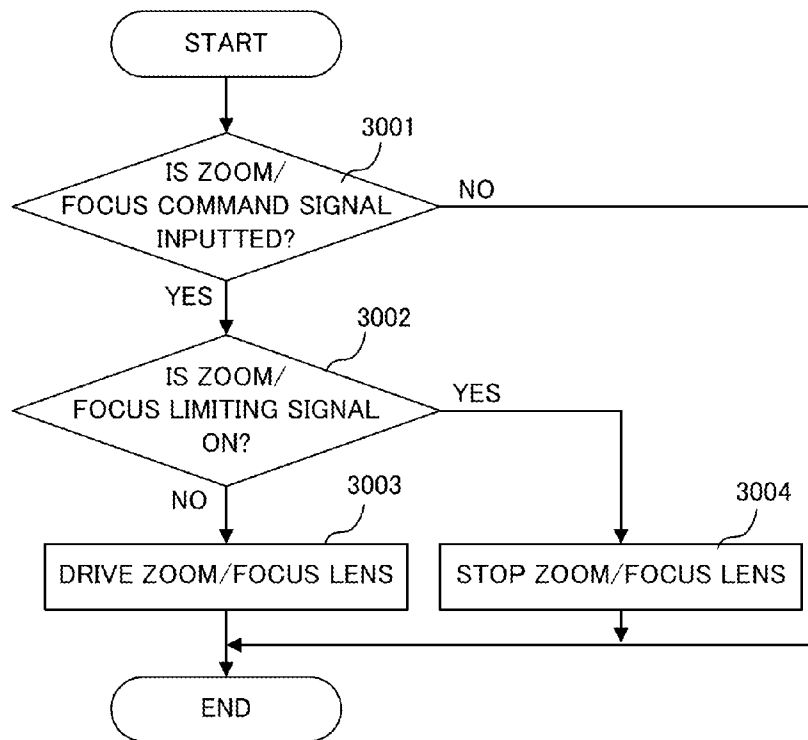 START
3001
IS ZOOM/
FOCUS COMMAND SIGNAL
INPUTTED?
NO
YES
3002
IS ZOOM/
FOCUS LIMITING SIGNAL
ON?
YES
NO
3003
3004
DRIVE ZOOM/FOCUS LENS
STOP ZOOM/FOCUS LENS
END